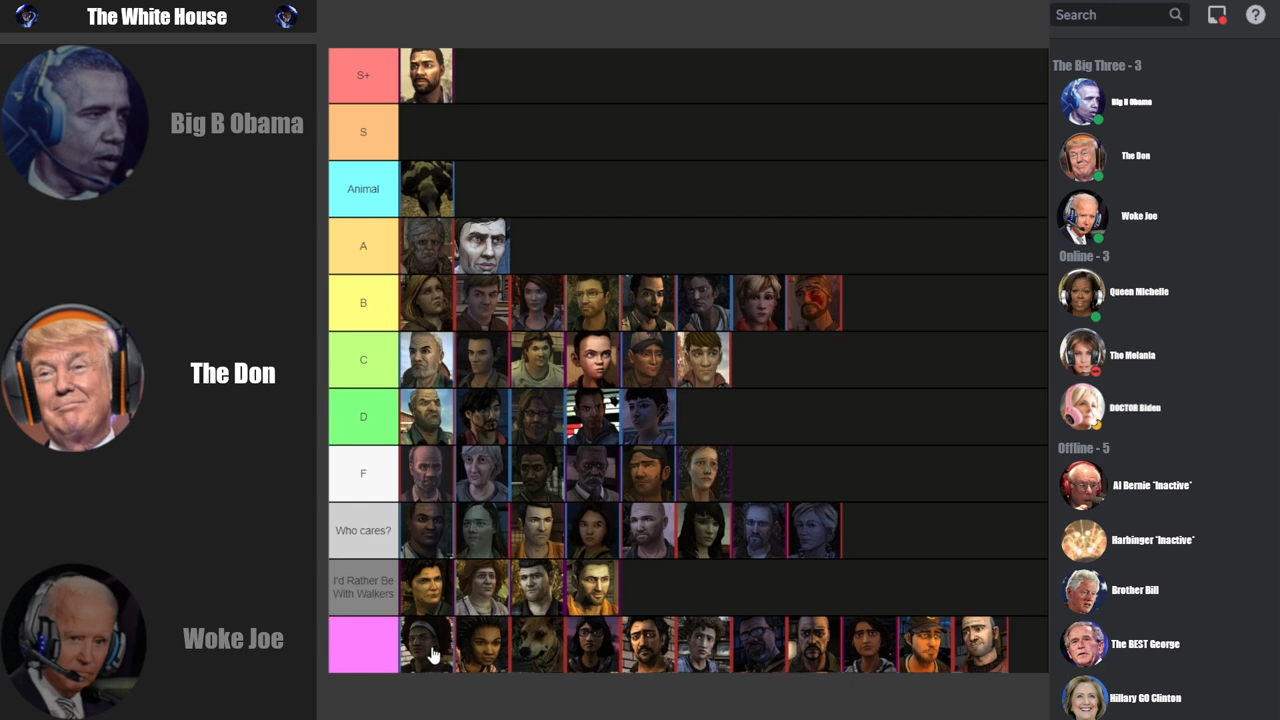 The White House
Big B Obama
The Don
Woke Joe
S+
S
Animal
A
B
C
D
F
Who cares?
I'd Rather Be
With Walkers
Search
The Big Three - 3
Big B Obama
The Don
Woke Joe
Online - 3
Queen Michelle
The Melania
DOCTOR Biden
Offline - 5
Al Bernie *Inactive*
Harbinger *Inactive*
Brother Bill
The BEST George
Hillary GO Clinton